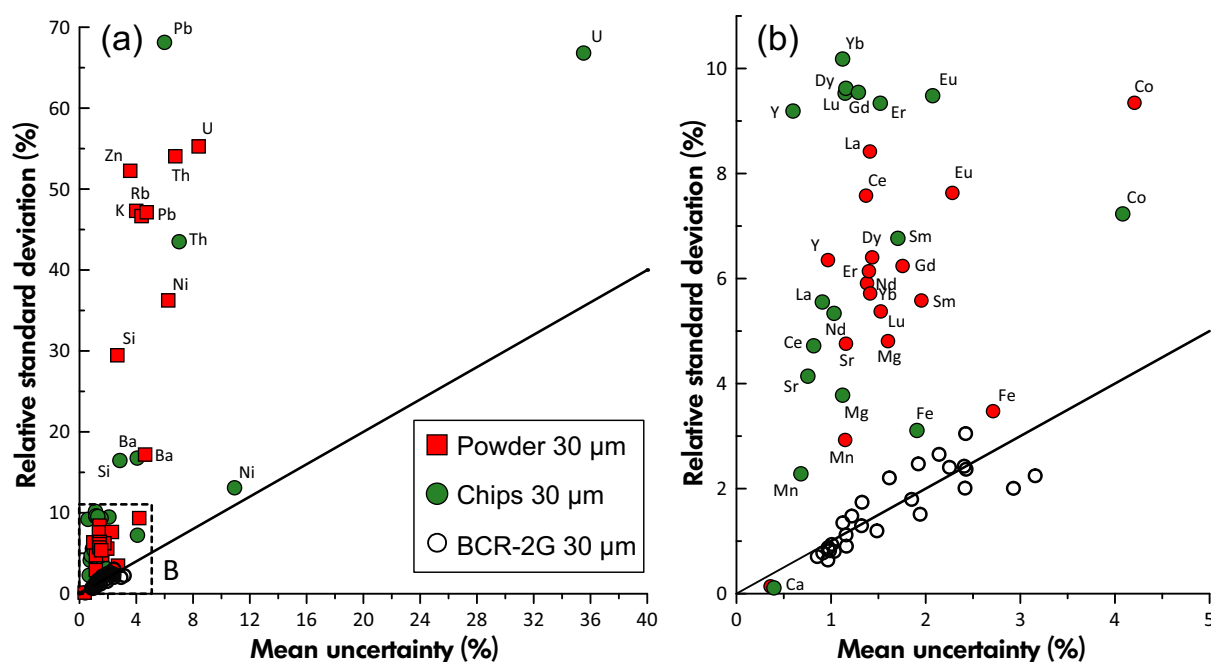 (a)
Pb
U
U
Zn
Th
Rb
K
Pb
Th
Ni
Si
Ba
Ba
Si
Ni
B
Powder 30 µm
Chips 30 µm
BCR-2G 30 µm
70
60
50
40
30
20
10
0
0 4 8 12 16 20 24 28 32 36 40
Relative standard deviation (%)
Mean uncertainty (%)
(b)
Yb
Dy
Eu
Co
Lu
Gd
Er
Y
La
Ce
Eu
Co
Dy
Sm
Y
Er
Gd
Nd
La
Yb
Sm
Nd
Lu
Ce
Sr
Mg
Sr
Mg
Fe
Fe
Mn
Mn
Ca
10
8
6
4
2
0
0 1 2 3 4 5
Relative standard deviation (%)
Mean uncertainty (%)